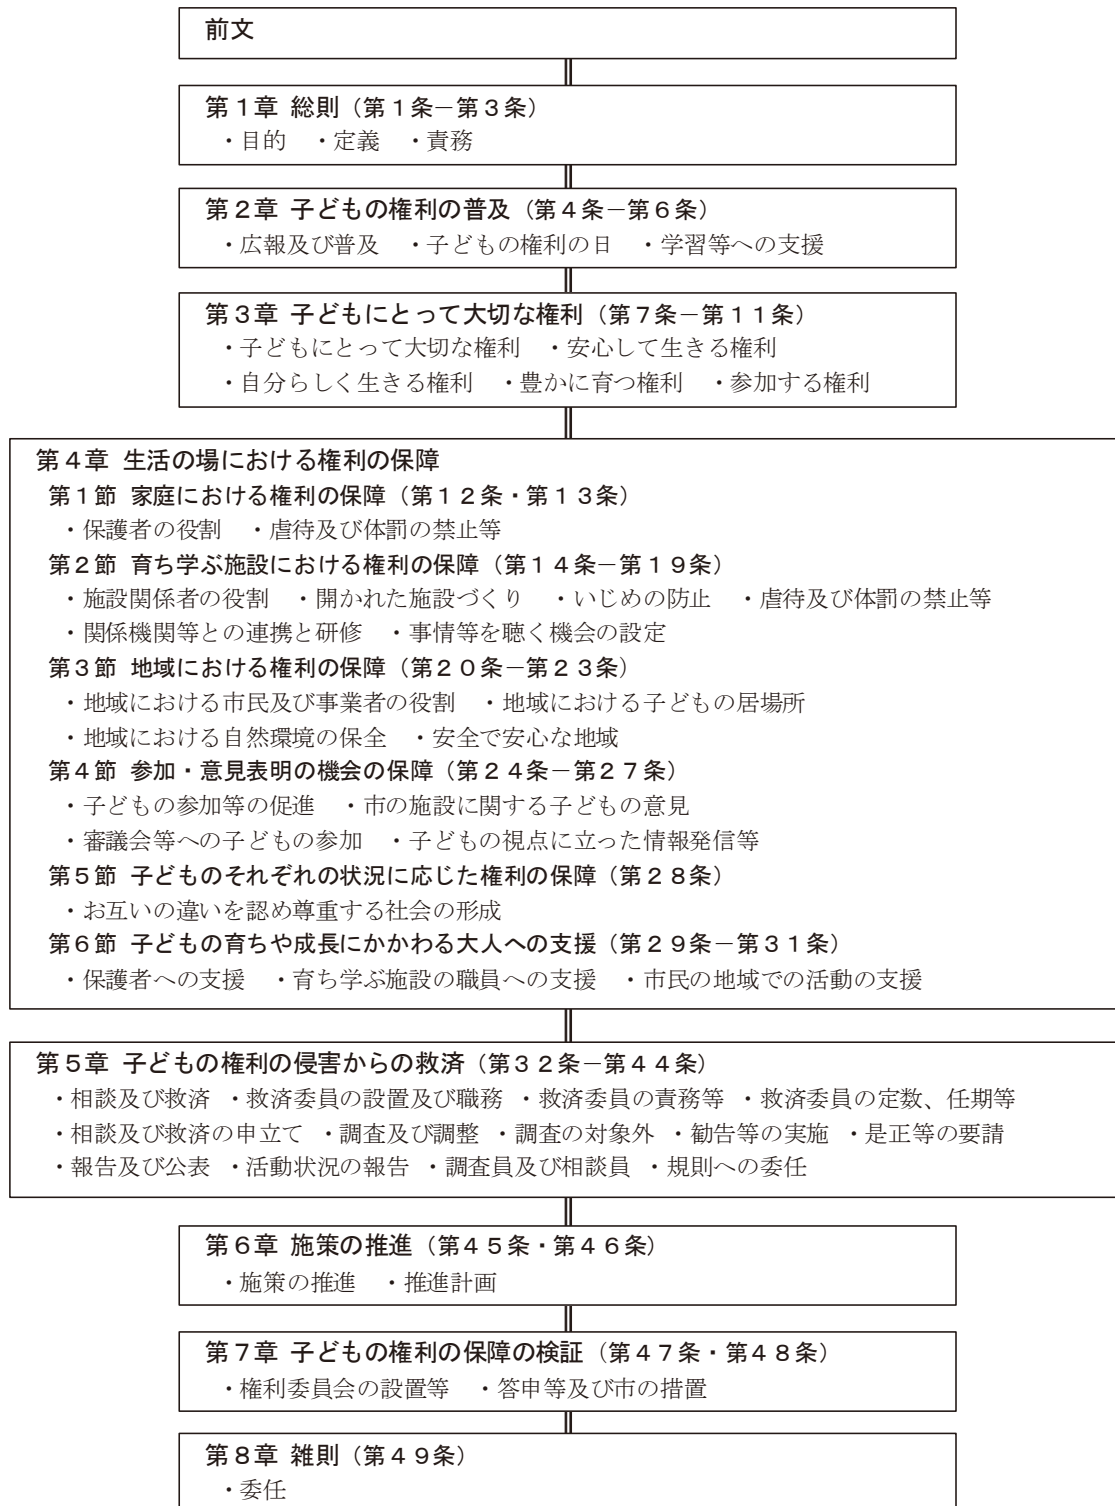 前文
第１章 総則（第１条－第３条）
・目的　・定義　・責務
第２章 子どもの権利の普及（第４条－第６条）
・広報及び普及　・子どもの権利の日　・学習等への支援
第３章 子どもにとって大切な権利（第７条－第１１条）
・子どもにとって大切な権利　・安心して生きる権利
・自分らしく生きる権利　・豊かに育つ権利　・参加する権利
第４章 生活の場における権利の保障
第１節 家庭における権利の保障（第１２条・第１３条）
・保護者の役割　・虐待及び体罰の禁止等
第２節 育ち学ぶ施設における権利の保障（第１４条－第１９条）
・施設関係者の役割　・開かれた施設づくり　・いじめの防止　・虐待及び体罰の禁止等
・関係機関等との連携と研修　・事情等を聴く機会の設定
第３節 地域における権利の保障（第２０条－第２３条）
・地域における市民及び事業者の役割　・地域における子どもの居場所
・地域における自然環境の保全　・安全で安心な地域
第４節 参加・意見表明の機会の保障（第２４条－第２７条）
・子どもの参加等の促進　・市の施設に関する子どもの意見
・審議会等への子どもの参加　・子どもの視点に立った情報発信等
第５節 子どものそれぞれの状況に応じた権利の保障（第２８条）
・お互いの違いを認め尊重する社会の形成
第６節 子どもの育ちや成長にかかわる大人への支援（第２９条－第３１条）
・保護者への支援　・育ち学ぶ施設の職員への支援　・市民の地域での活動の支援
第５章 子どもの権利の侵害からの救済（第３２条－第４４条）
・相談及び救済 ・救済委員の設置及び職務 ・救済委員の責務等 ・救済委員の定数、任期等
・相談及び救済の申立て ・調査及び調整 ・調査の対象外 ・勧告等の実施 ・是正等の要請
・報告及び公表 ・活動状況の報告 ・調査員及び相談員 ・規則への委任
第６章 施策の推進（第４５条・第４６条）
・施策の推進　・推進計画
第７章 子どもの権利の保障の検証（第４７条・第４８条）
・権利委員会の設置等　・答申等及び市の措置
第８章 雑則（第４９条）
・委任